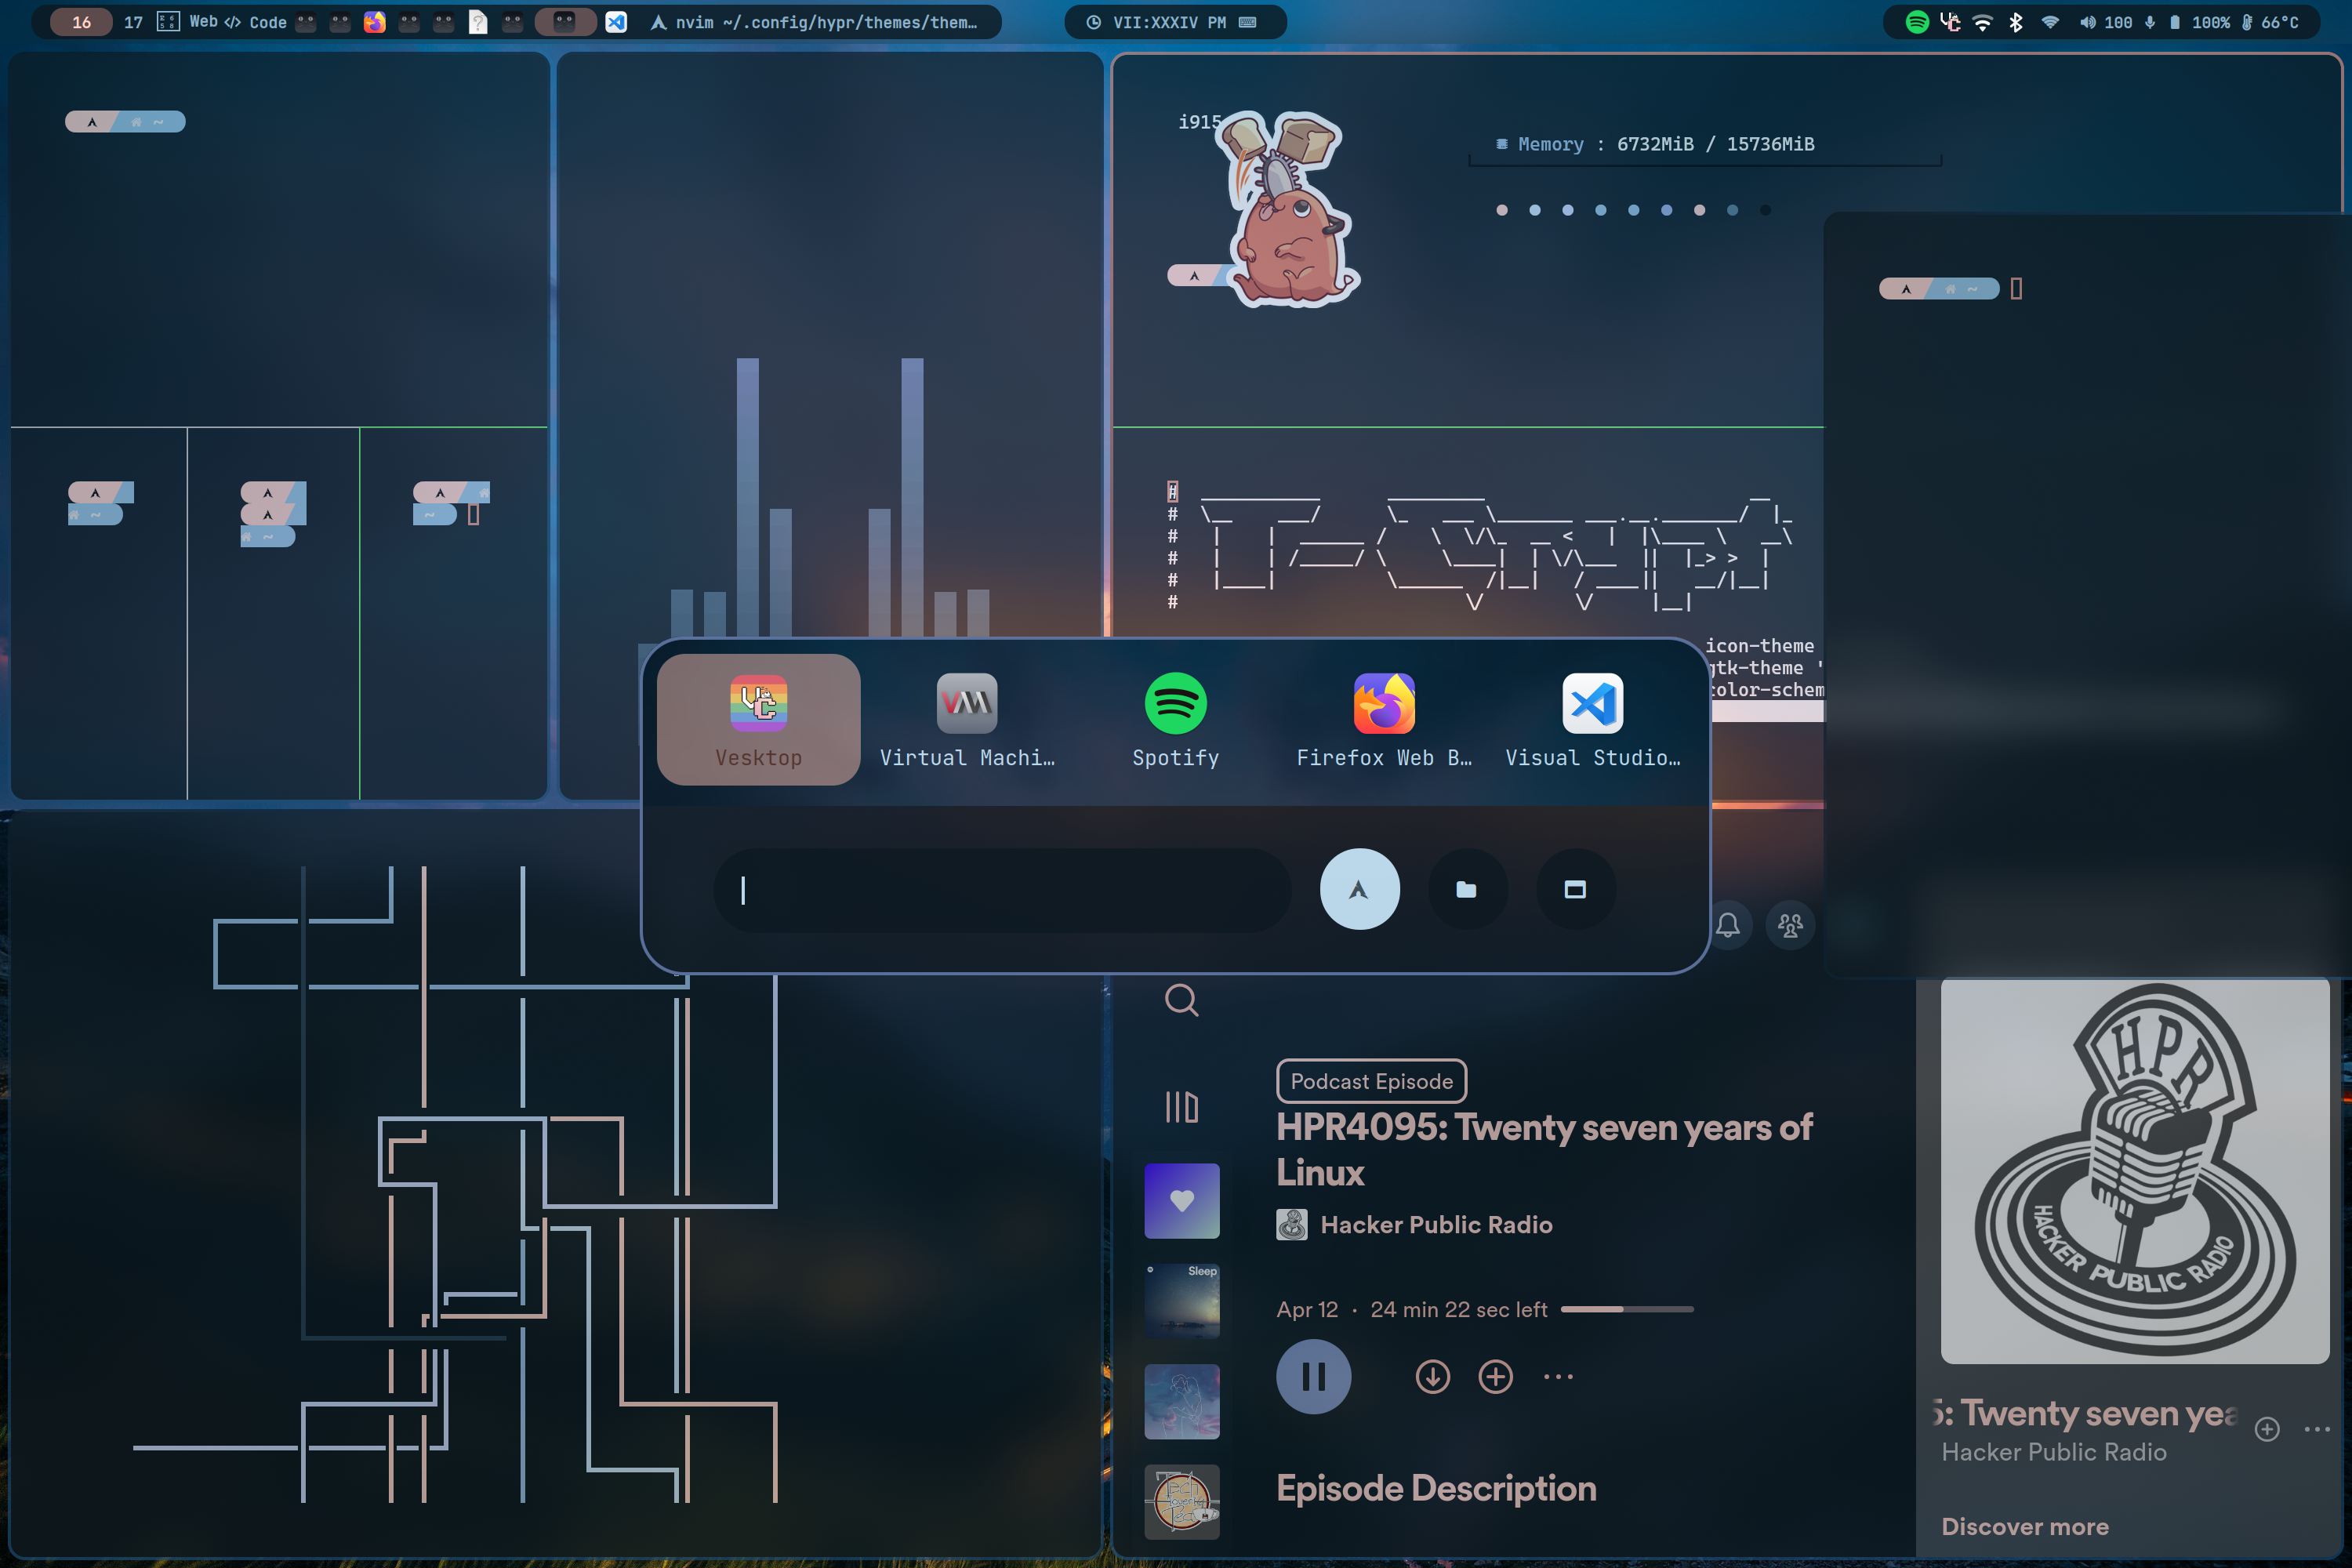 16 17 Web Code nvim ~/.config/hypr/themes/them…
VII:XXXIV PM
100 100% 66°C
~
i915
Memory : 6732MiB / 15736MiB
~
~
~
~
#
#
#
#
#
#
icon-theme
gtk-theme '
color-schem
Vesktop
Virtual Machi…
Spotify
Firefox Web B…
Visual Studio…
Podcast Episode
HPR4095: Twenty seven years of
Linux
Hacker Public Radio
Apr 12 · 24 min 22 sec left
Sleep
Episode Description
HPR
HACKER PUBLIC RADIO
5: Twenty seven yea
Hacker Public Radio
Discover more